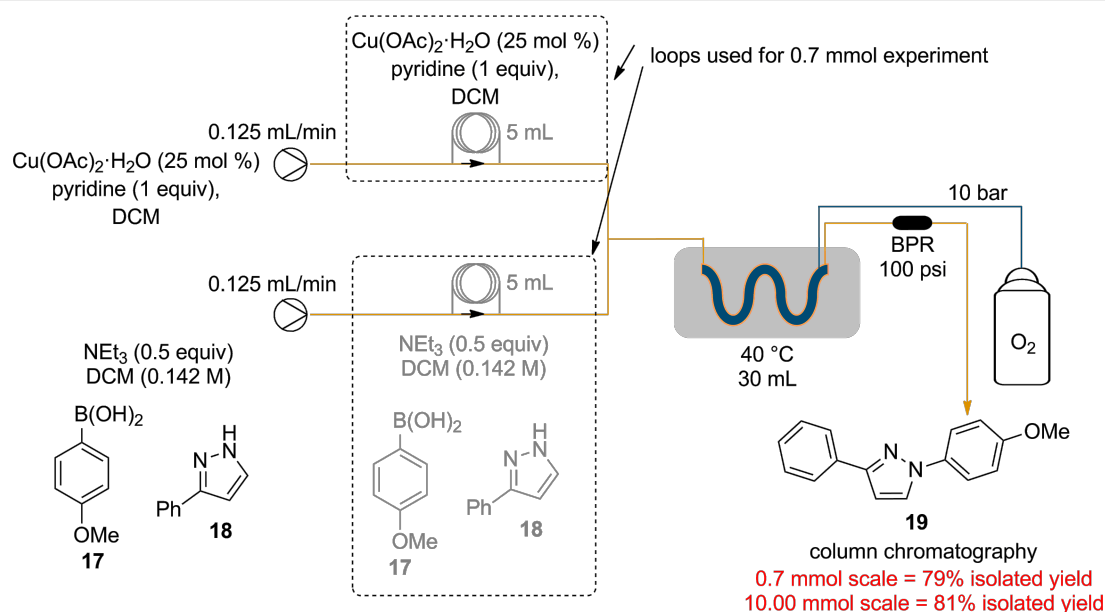 Cu(OAc)₂·H₂O (25 mol %)
pyridine (1 equiv),
DCM
loops used for 0.7 mmol experiment
5 mL
0.125 mL/min
Cu(OAc)₂·H₂O (25 mol %)
pyridine (1 equiv),
DCM
10 bar
BPR
100 psi
0.125 mL/min
5 mL
O₂
40 °C
30 mL
NEt₃ (0.5 equiv)
DCM (0.142 M)
NEt₃ (0.5 equiv)
DCM (0.142 M)
B(OH)₂
OMe
17
H
N
N
Ph
18
B(OH)₂
OMe
17
H
N
N
Ph
18
N
N
OMe
19
column chromatography
0.7 mmol scale = 79% isolated yield
10.00 mmol scale = 81% isolated yield